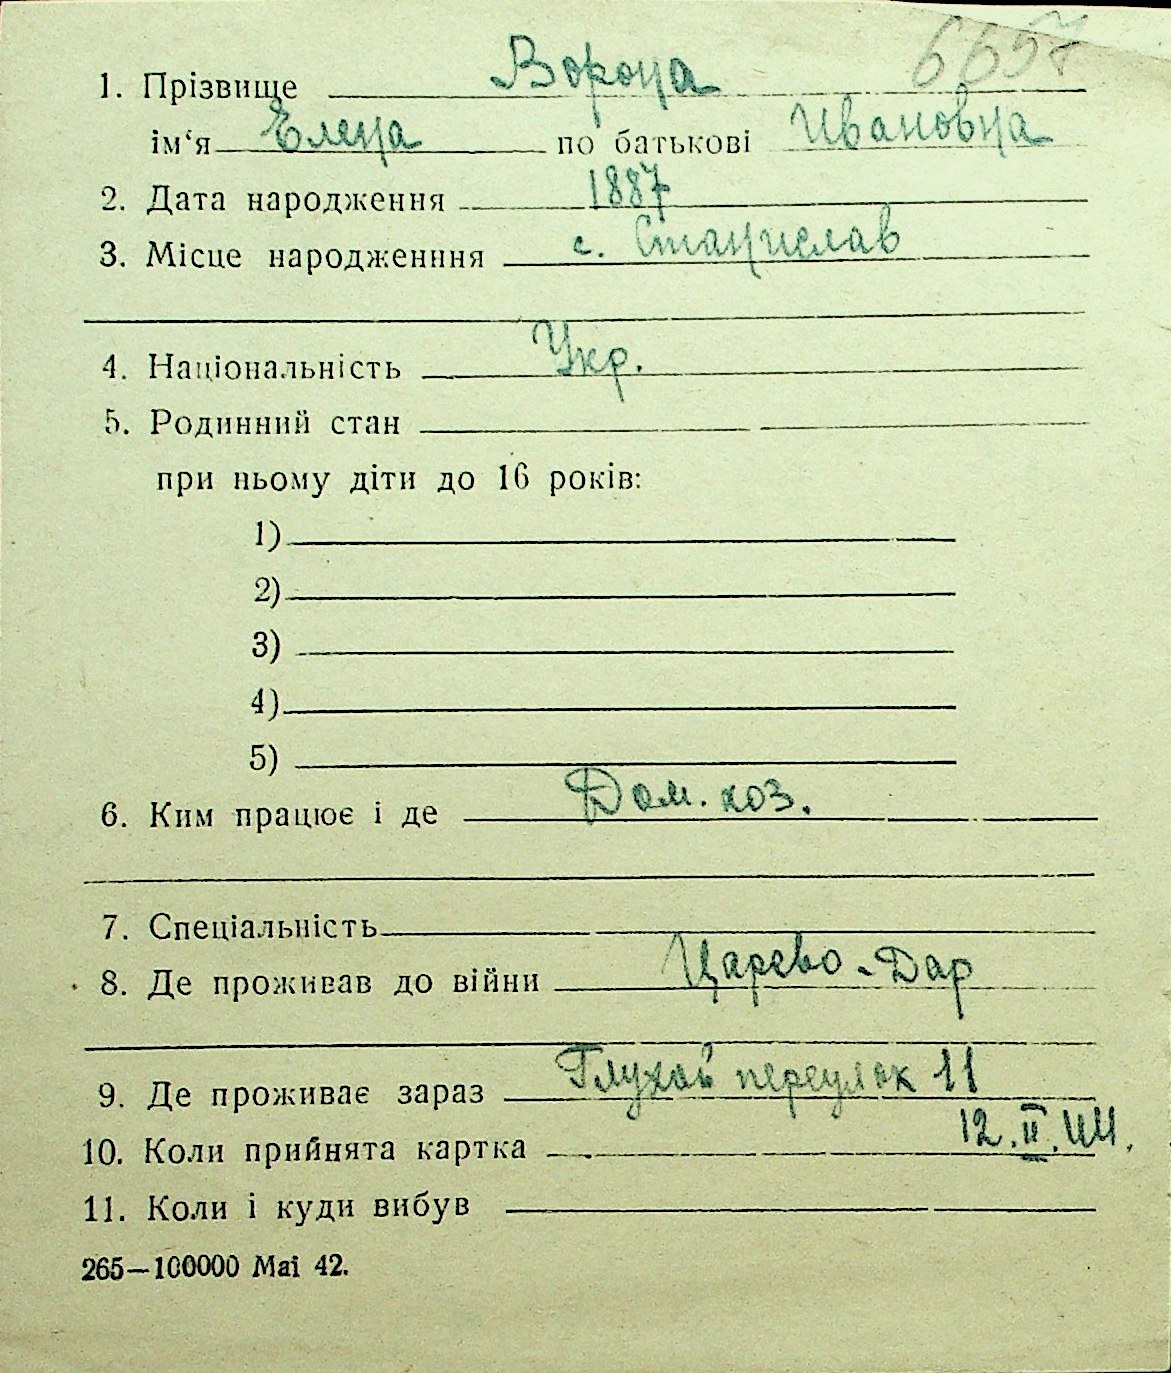 6657
1. Прізвище Ворона
ім‘я Елена по батькові Ивановна
2. Дата народження 1887
3. Місце народженння с. Станислав
4. Національність Укр.
5. Родинний стан
при ньому діти до 16 років:
1)
2)
3)
4)
5)
6. Ким працює і де Дом. хоз.
7. Спеціальність
8. Де проживав до війни Царево-Дар
9. Де проживає зараз Глухой переулок 11
10. Коли прийнята картка 12.II.44.
11. Коли і куди вибув
265—100000 Mai 42.